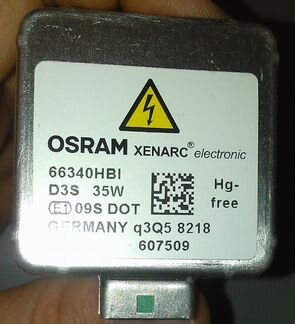 OSRAM XENARC® electronic
66340HBI
D3S 35W
Hg-
free
E1 09S DOT
GERMANY q3Q5 8218
607509